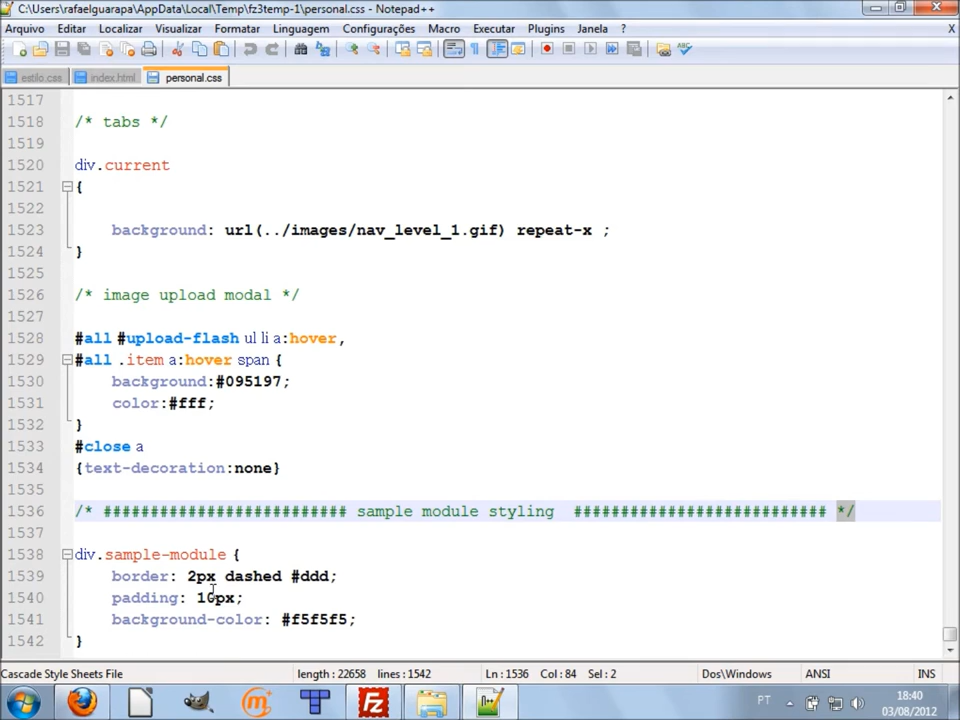 C:\Users\rafaelguarapa\AppData\Local\Temp\fz3temp-1\personal.css - Notepad++
Arquivo Editar Localizar Visualizar Formatar Linguagem Configurações Macro Executar Plugins Janela ? X
estilo.css index.html personal.css
1517
1518 /* tabs */
1519
1520 div.current
1521 {
1522
1523 background: url(../images/nav_level_1.gif) repeat-x ;
1524 }
1525
1526 /* image upload modal */
1527
1528 #all #upload-flash ul li a:hover,
1529 #all .item a:hover span {
1530 background:#095197;
1531 color:#fff;
1532 }
1533 #close a
1534 {text-decoration:none}
1535
1536 /* ########################## sample module styling ########################### */
1537
1538 div.sample-module {
1539 border: 2px dashed #ddd;
1540 padding: 10px;
1541 background-color: #f5f5f5;
1542 }
Cascade Style Sheets File length : 22658 lines : 1542 Ln : 1536 Col : 84 Sel : 2 Dos\Windows ANSI INS
PT 18:40
03/08/2012